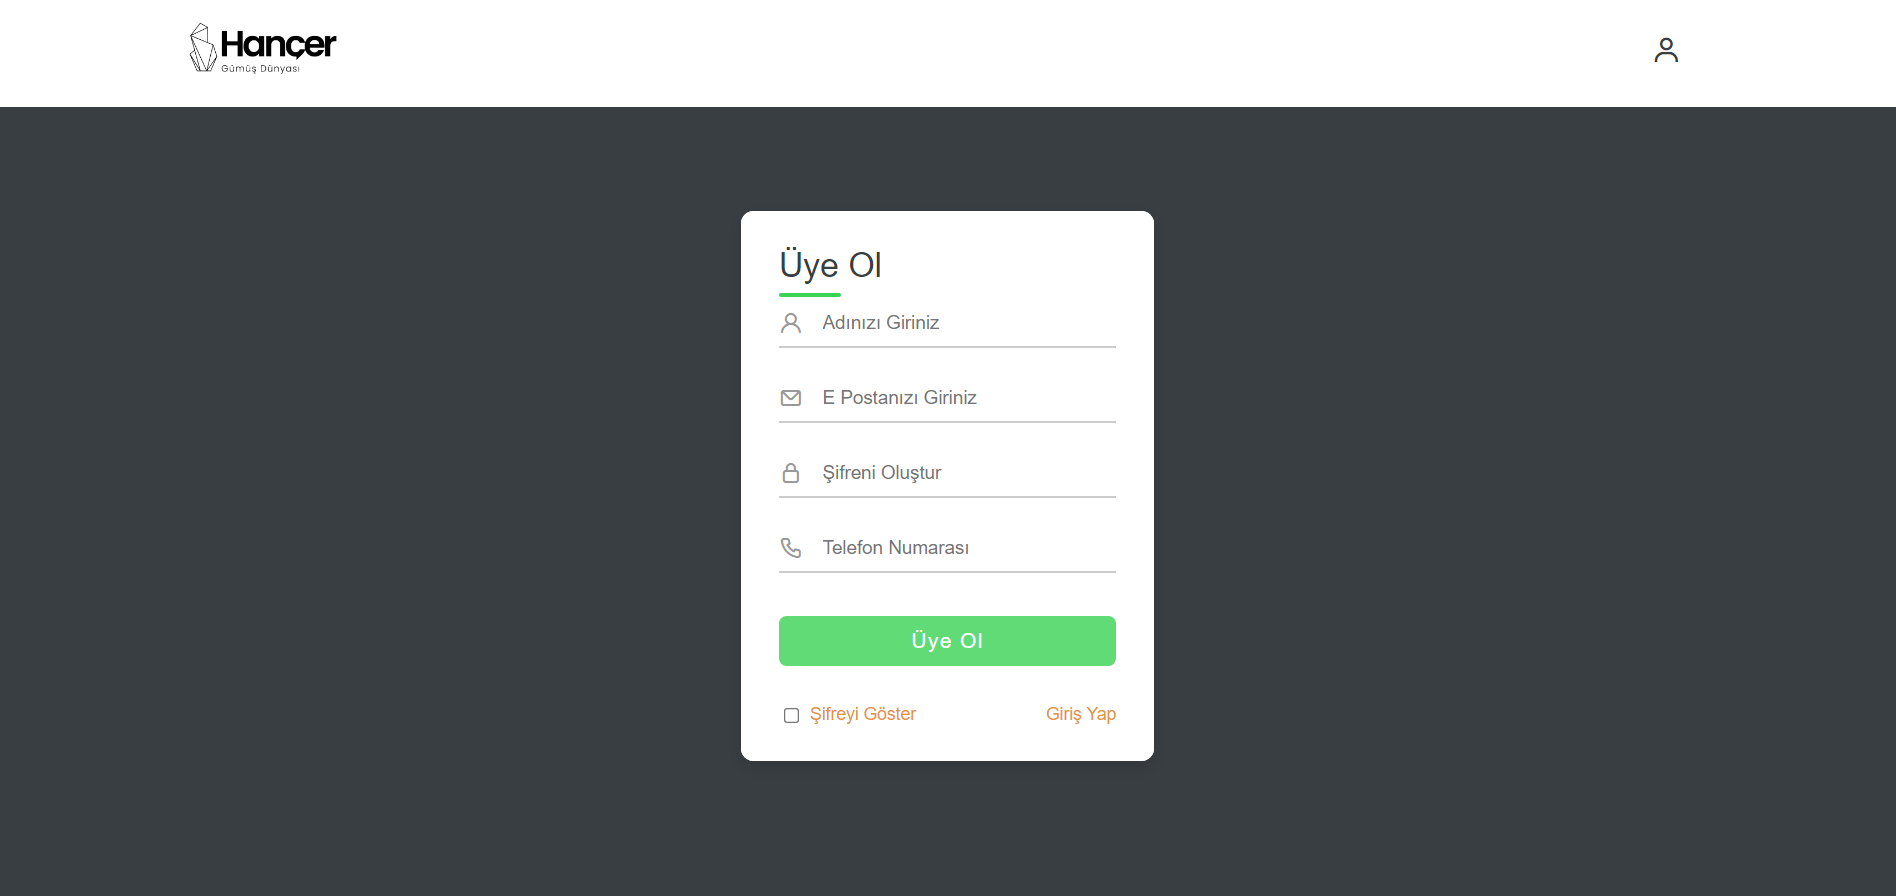 Hançer
Gümüş Dünyası
Üye Ol
Adınızı Giriniz
E Postanızı Giriniz
Şifreni Oluştur
Telefon Numarası
Üye Ol
Şifreyi Göster
Giriş Yap